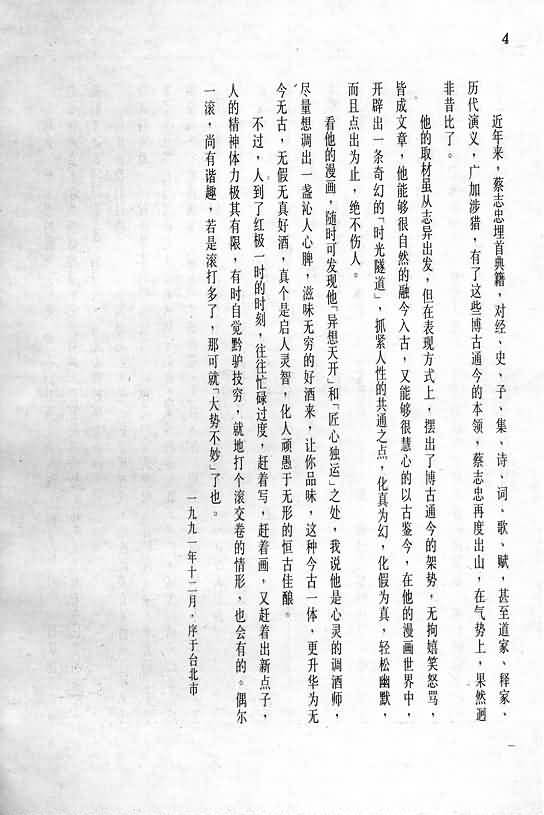 4
近年来，蔡志忠埋首典籍，对经、史、子、集、诗、词、歌、赋，甚至道家、释家、
历代演义，广加涉猎，有了这些博古通今的本领，蔡志忠再度出山，在气势上，果然迥
非昔比了。
他的取材虽从志异出发，但在表现方式上，摆出了博古通今的架势，无拘嬉笑怒骂，
皆成文章，他能够很自然的融今入古，又能够很慧心的以古鉴今，在他的漫画世界中，
开辟出一条奇幻的「时光隧道」，抓紧人性的共通之点，化真为幻，化假为真，轻松幽默，
而且点出为止，绝不伤人。
看他的漫画，随时可发现他「异想天开」和「匠心独运」之处，我说他是心灵的调酒师，
尽量想调出一盏沁人心脾，滋味无穷的好酒来，让你品味，这种今古一体，更升华为无
今无古，无假无真好酒，真个是启人灵智，化人顽愚于无形的恒古佳酿。
不过，人到了红极一时的时刻，往往忙碌过度，赶着写，赶着画，又赶着出新点子，
人的精神体力极其有限，有时自觉黔驴技穷，就地打个滚交卷的情形，也会有的。偶尔
一滚，尚有谐趣，若是滚打多了，那可就「大势不妙」了也。
一九九一年十二月，序于台北市